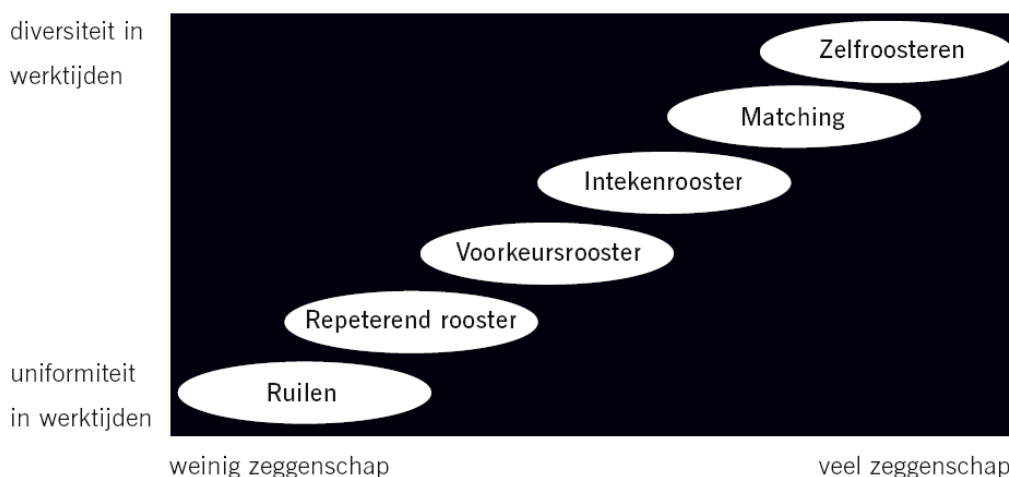 diversiteit in
werktijden
Zelfroosteren
Matching
Intekenrooster
Voorkeursrooster
Repeterend rooster
Ruilen
uniformiteit
in werktijden
weinig zeggenschap
veel zeggenschap